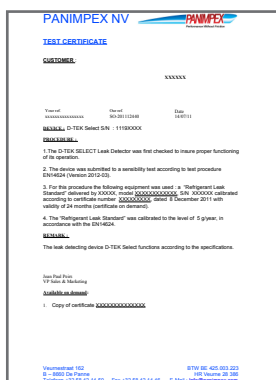 PANIMPEX NV
PANIMPEX
TEST CERTIFICATE
CUSTOMER :
XXXXXX
Your ref Our ref Date
xxxxxxxxxxxxxxx SO-201112440 14/07/11
DEVICE : D-TEK Select S/N : 1119XXXX
PROCEDURE :
1.The D-TEK SELECT Leak Detector was first checked to insure proper functioning
of its operation.
2. The device was submitted to a sensibility test according to test procedure
EN14624 (Version 2012-03).
3. For this procedure the following equipment was used : a "Refrigerant Leak
Standard" delivered by XXXXX, model XXXXXXXXXXXX, S/N XXXXXX calibrated
according to certificate number XXXXXXXXX, dated 8 December 2011 with
validity of 24 months (certificate on demand).
4. The "Refrigerant Leak Standard" was calibrated to the level of 5 g/year, in
accordance with the EN14624.
REMARK :
The leak detecting device D-TEK Select functions according to the specifications.
Jean Paul Pairs
VP Sales & Marketing
Available on demand:
1. Copy of certificate XXXXXXXXXXXXXX
Veurnestraat 162 BTW BE 425.003.223
B – 8660 De Panne HR Veurne 28 386